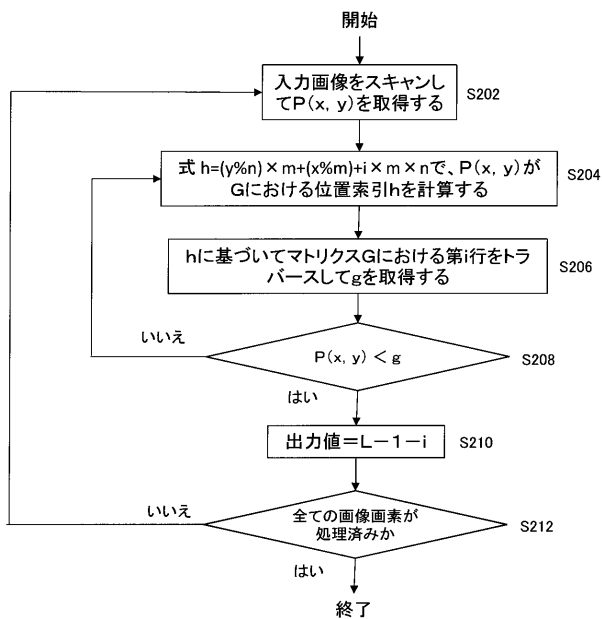 開始
入力画像をスキャンし
てP(x, y)を取得する
S202
式 h=(y%n)×m+(x%m)+i×m×nで、P(x, y)が
Gにおける位置索引hを計算する
S204
hに基づいてマトリクスGにおける第i行をトラ
バースしてgを取得する
S206
いいえ
P(x, y) < g
S208
はい
出力値=L-1-i
S210
いいえ
全ての画像画素が
処理済みか
S212
はい
終了